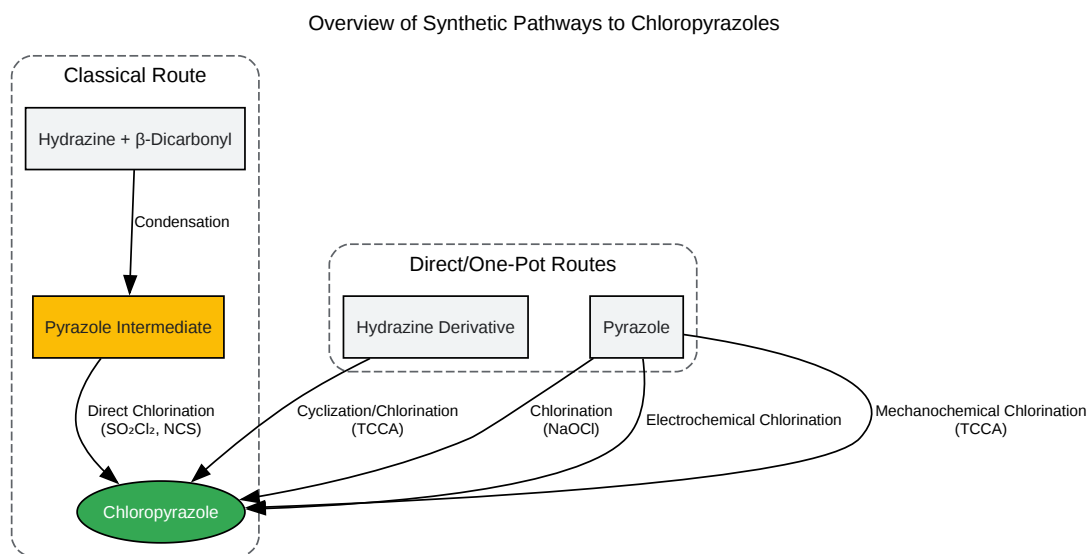 Overview of Synthetic Pathways to Chloropyrazoles
Classical Route
Hydrazine + β-Dicarbonyl
Condensation
Direct/One-Pot Routes
Pyrazole Intermediate
Hydrazine Derivative
Pyrazole
Direct Chlorination
(SO₂Cl₂, NCS)
Cyclization/Chlorination
(TCCA)
Chlorination
(NaOCl)
Electrochemical Chlorination
Mechanochemical Chlorination
(TCCA)
Chloropyrazole